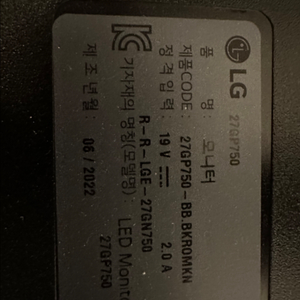 LG
27GP750
품 명: 모니터
제품CODE: 27GP750-BB.BKR0MKN
정격입력: 19 V 2.0 A
R-R-LGE-27GN750
기자재의 명칭(모델명): LED Monit
27GP750
제조년월: 06 / 2022